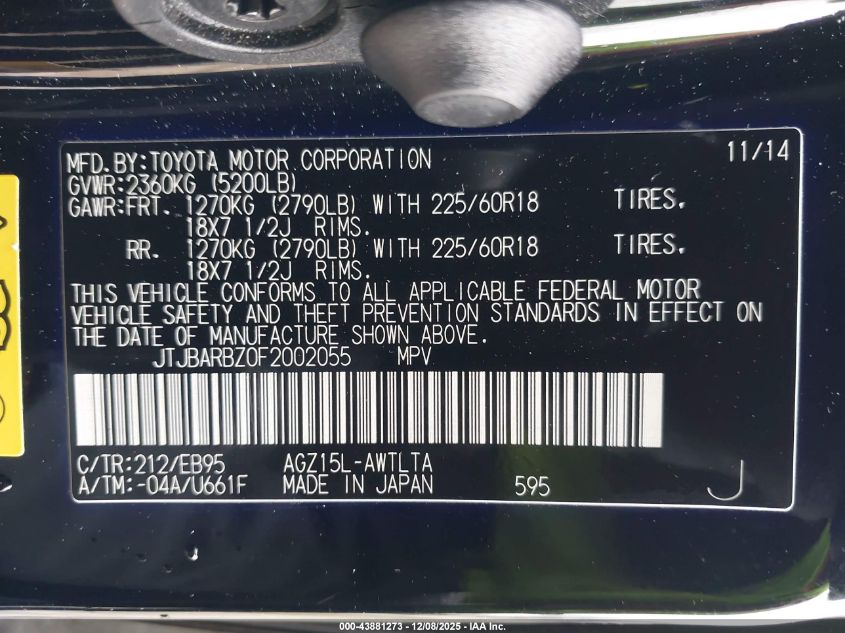 MFD.BY:TOYOTA MOTOR CORPORATION 11/14
GVWR:2360KG (5200LB)
GAWR:FRT. 1270KG (2790LB) WITH 225/60R18 TIRES.
18X7 1/2J RIMS.
RR. 1270KG (2790LB) WITH 225/60R18 TIRES.
18X7 1/2J RIMS.
THIS VEHICLE CONFORMS TO ALL APPLICABLE FEDERAL MOTOR
VEHICLE SAFETY AND THEFT PREVENTION STANDARDS IN EFFECT ON
THE DATE OF MANUFACTURE SHOWN ABOVE.
JTJBARBZ0F2002055 MPV
C/TR:212/EB95 AGZ15L-AWTLTA
A/TM:-04A/U661F MADE IN JAPAN 595 J
000-43881273 - 12/08/2025 - IAA Inc.